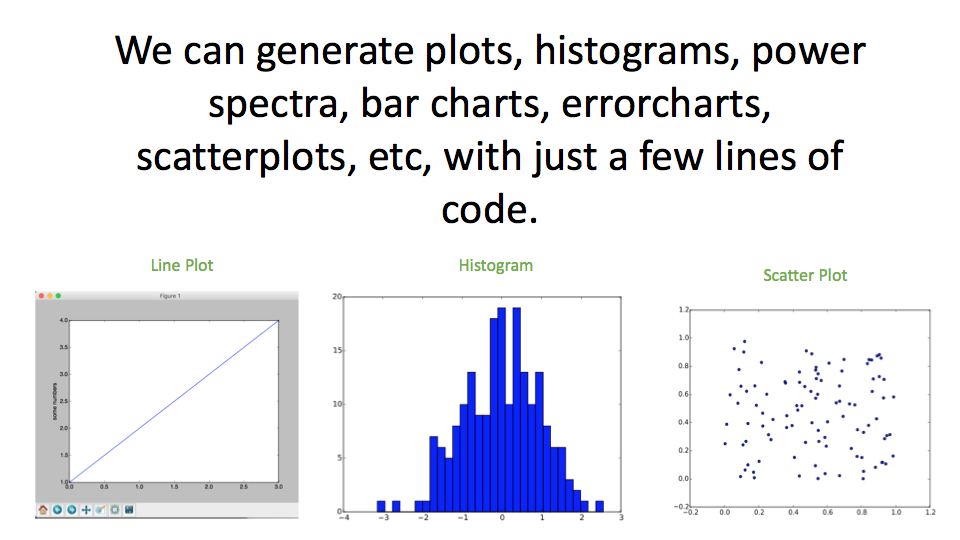 We can generate plots, histograms, power
spectra, bar charts, errorcharts,
scatterplots, etc, with just a few lines of
code.
Line Plot
Histogram
Scatter Plot
Figure 1
4.0
3.5
3.0
2.5
2.0
1.5
1.0
some numbers
0.0 0.5 1.0 1.5 2.0 2.5 3.0
20
15
10
5
0
−4 −3 −2 −1 0 1 2 3
1.2
1.0
0.8
0.6
0.4
0.2
0.0
−0.2
−0.2 0.0 0.2 0.4 0.6 0.8 1.0 1.2